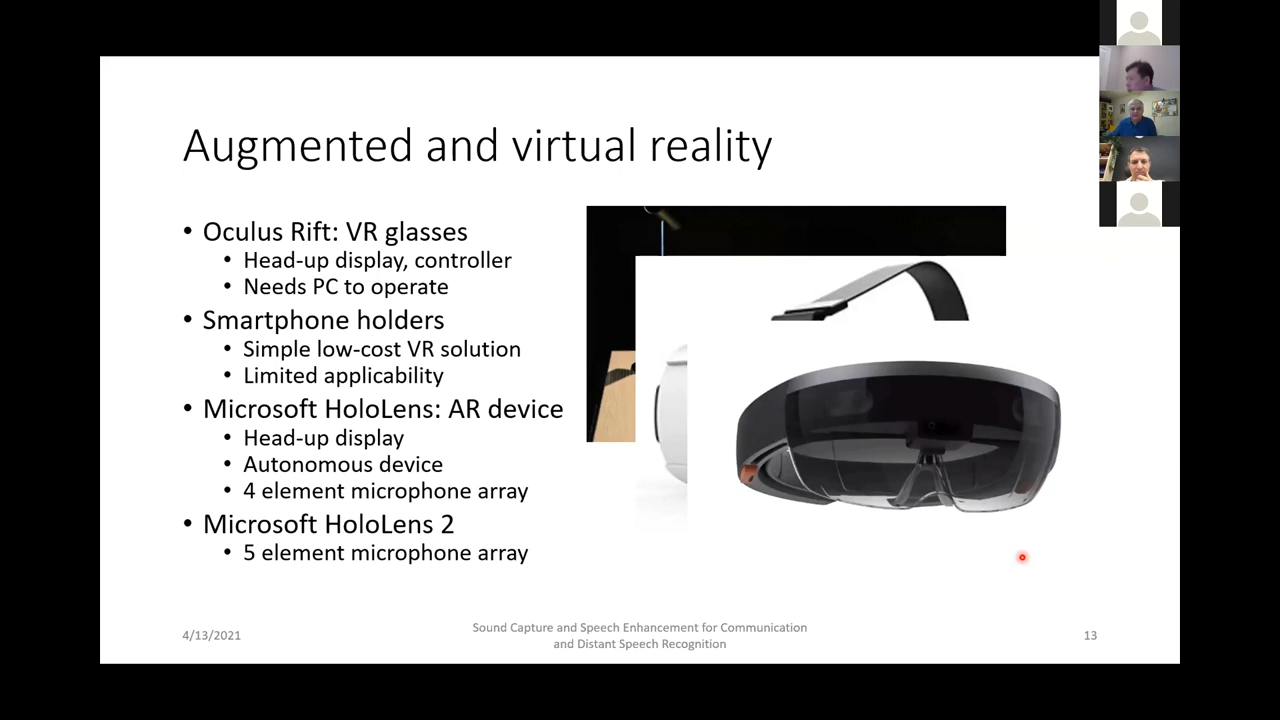 Augmented and virtual reality
• Oculus Rift: VR glasses
• Head-up display, controller
• Needs PC to operate
• Smartphone holders
• Simple low-cost VR solution
• Limited applicability
• Microsoft HoloLens: AR device
• Head-up display
• Autonomous device
• 4 element microphone array
• Microsoft HoloLens 2
• 5 element microphone array
4/13/2021
Sound Capture and Speech Enhancement for Communication
and Distant Speech Recognition
13